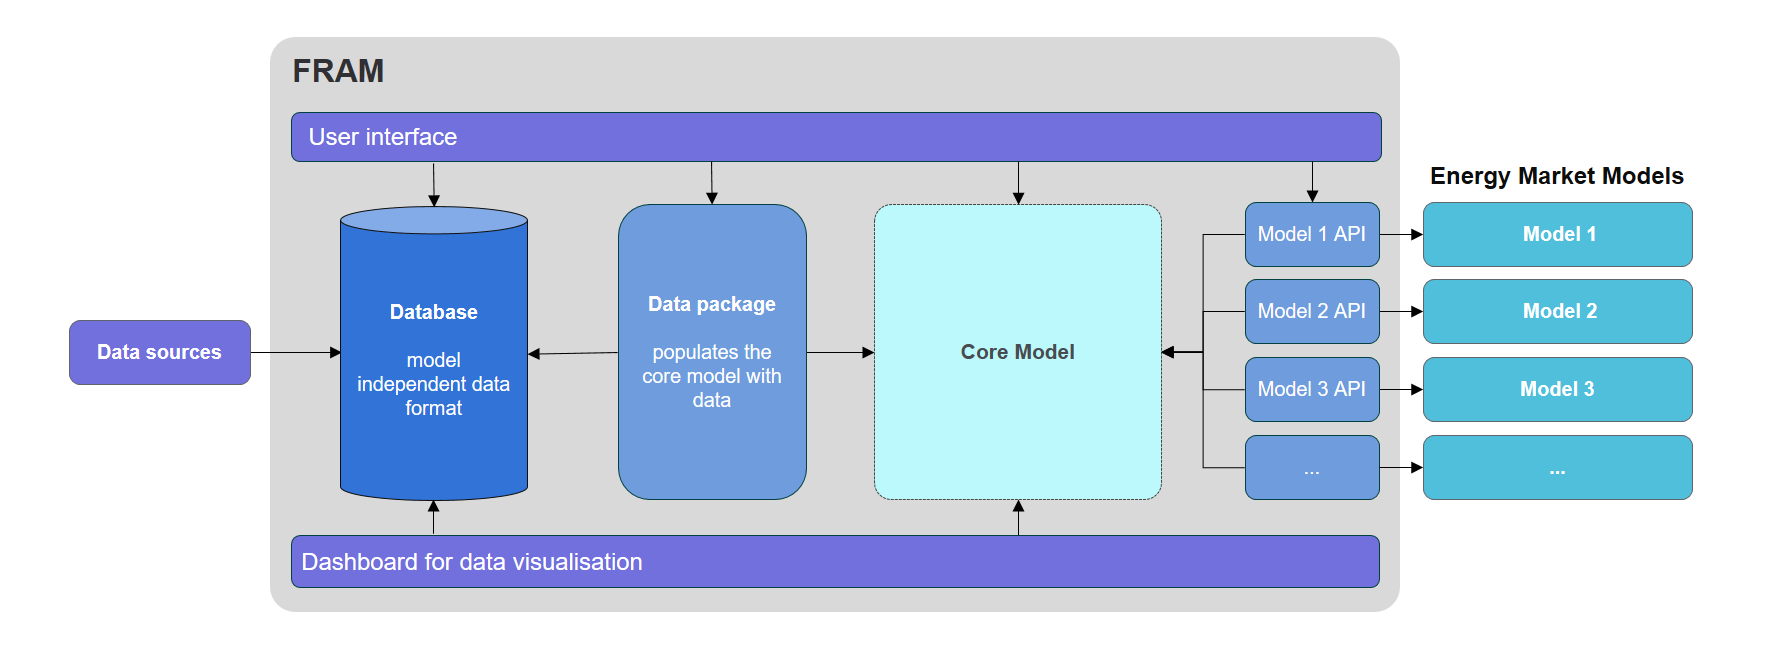 FRAM
User interface
Energy Market Models
Data sources
Database
model
independent data
format
Data package
populates the
core model with
data
Core Model
Model 1 API
Model 2 API
Model 3 API
...
Model 1
Model 2
Model 3
...
Dashboard for data visualisation